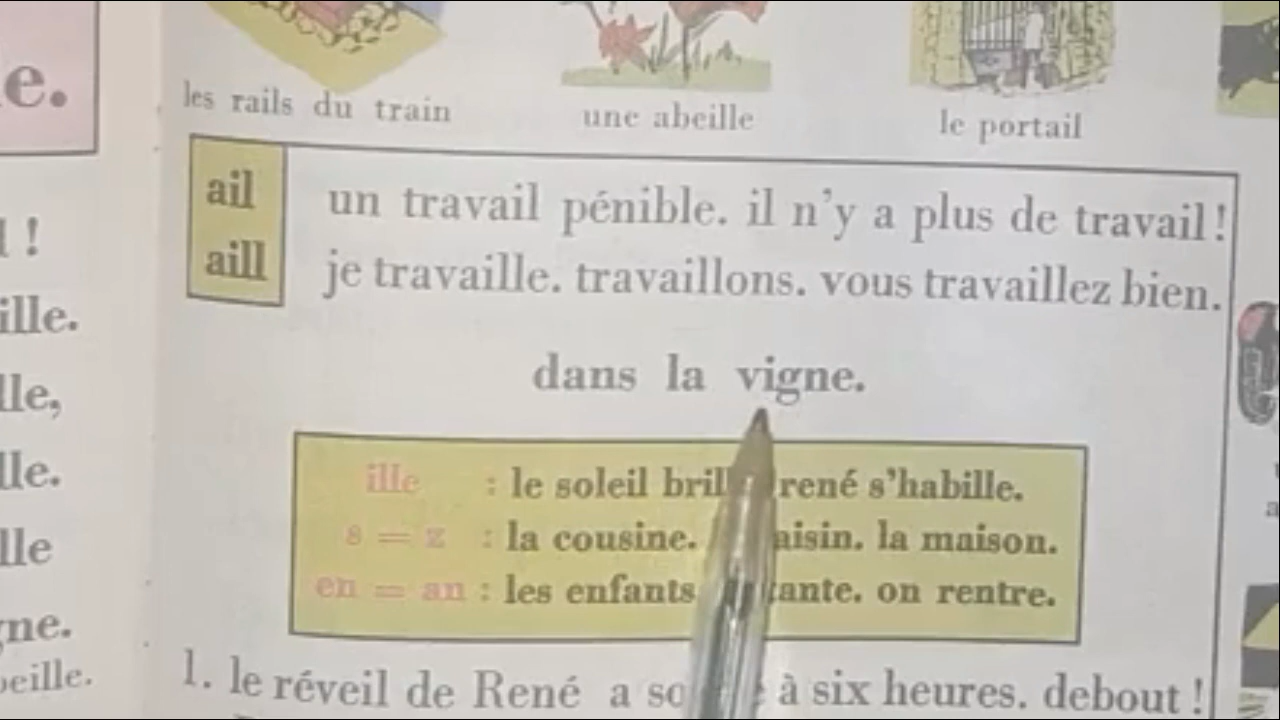 e.
l !
ille.
lle,
lle.
lle
gne.
beille.
les rails du train
une abeille
le portail
ail un travail pénible. il n'y a plus de travail !
aill je travaille. travaillons. vous travaillez bien.
dans la vigne.
ille : le soleil bril rené s'habille.
s = z : la cousine. aisin. la maison.
en = an : les enfants ante. on rentre.
1. le réveil de René a so à six heures. debout !